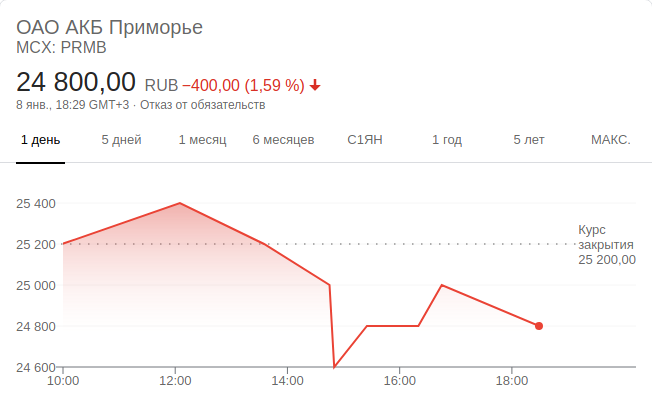 ОАО АКБ Приморье
MCX: PRMB
24 800,00 RUB −400,00 (1,59 %)
8 янв., 18:29 GMT+3 · Отказ от обязательств
1 день 5 дней 1 месяц 6 месяцев С1ЯН 1 год 5 лет МАКС.
25 400
25 200
25 000
24 800
24 600
Курс
закрытия
25 200,00
10:00 12:00 14:00 16:00 18:00